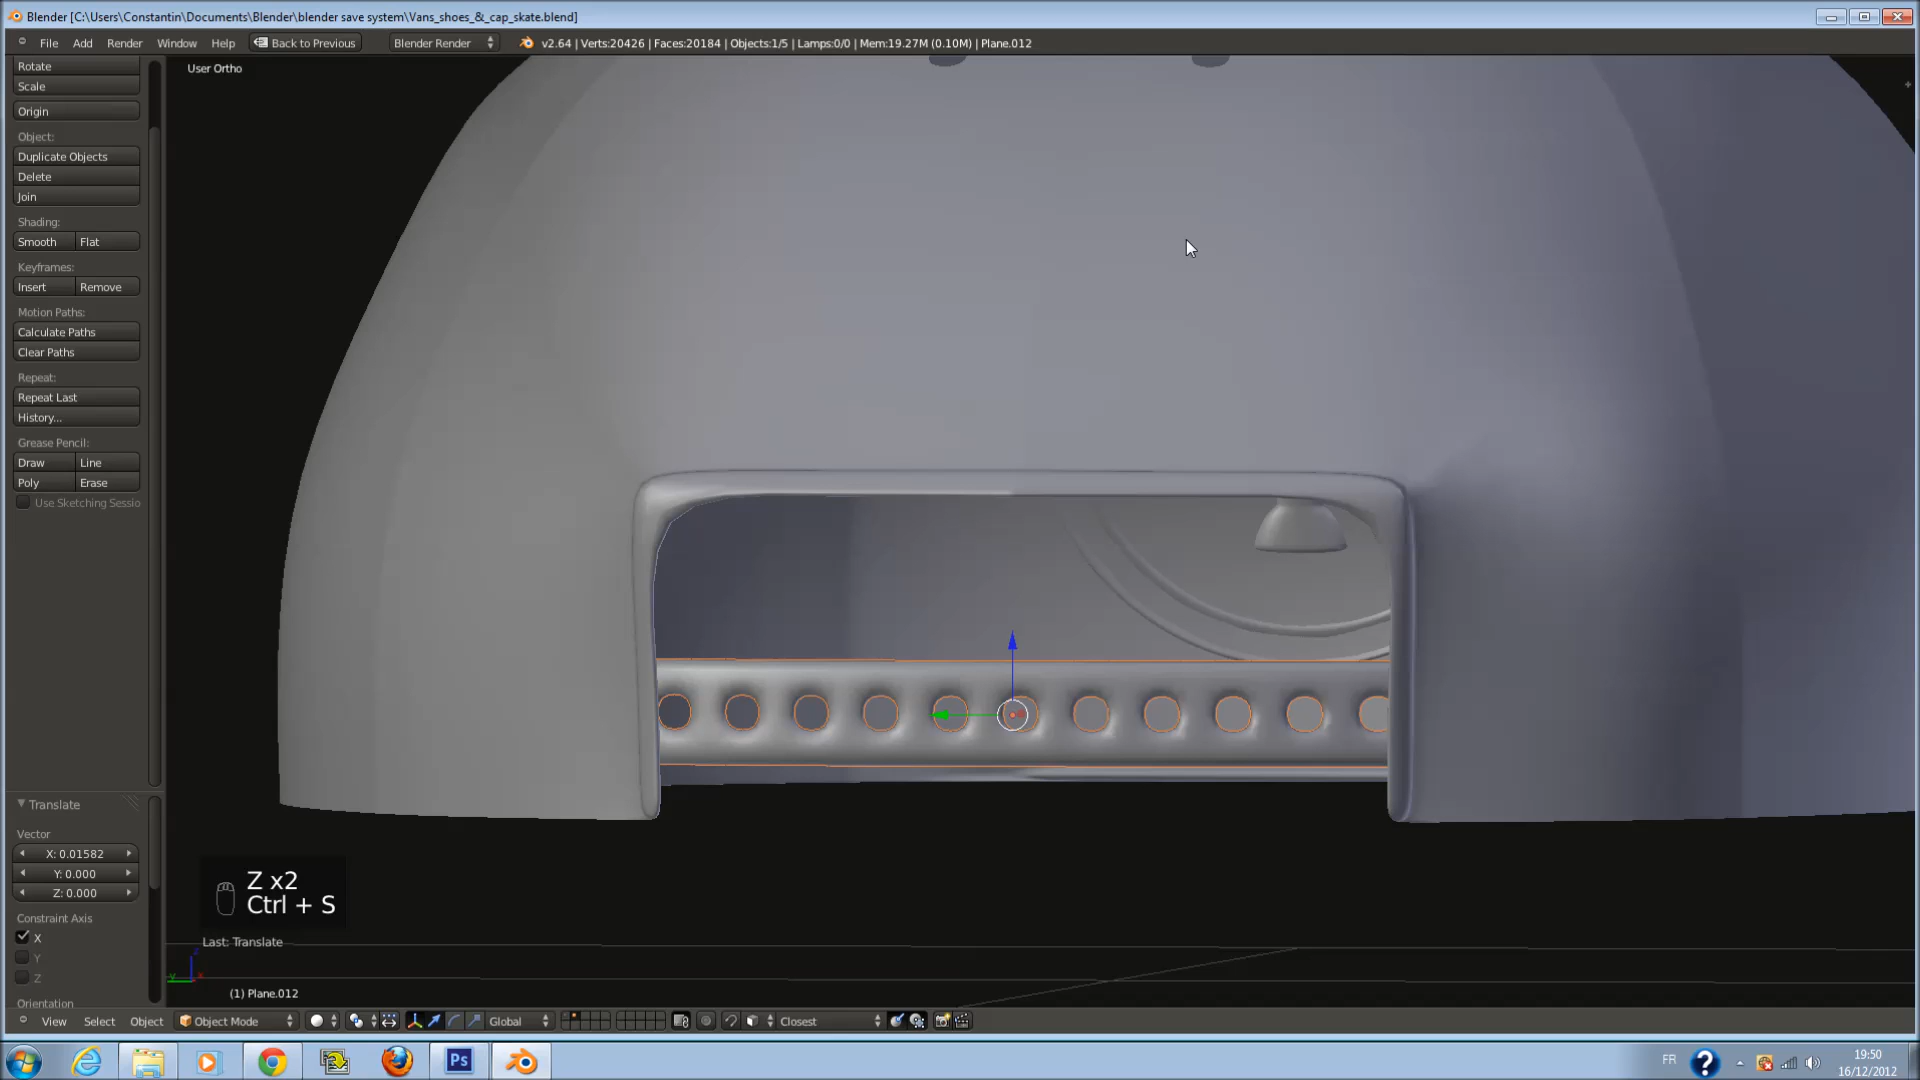 Blender [C:\Users\Constantin\Documents\Blender\blender save system\Vans_shoes_&_cap_skate.blend]
File Add Render Window Help Back to Previous Blender Render v2.64 | Verts:20426 | Faces:20184 | Objects:1/5 | Lamps:0/0 | Mem:19.27M (0.10M) | Plane.012
Rotate
Scale
Origin
Object:
Duplicate Objects
Delete
Join
Shading:
Smooth Flat
Keyframes:
Insert Remove
Motion Paths:
Calculate Paths
Clear Paths
Repeat:
Repeat Last
History...
Grease Pencil:
Draw Line
Poly Erase
Use Sketching Sessio
Translate
Vector
X: 0.01582
Y: 0.000
Z: 0.000
Constraint Axis
X
Y
Z
Orientation
User Ortho
Z x2
Ctrl + S
Last: Translate
z
y x
(1) Plane.012
View Select Object Object Mode Global Closest
Ps
FR
?
19:50
16/12/2012